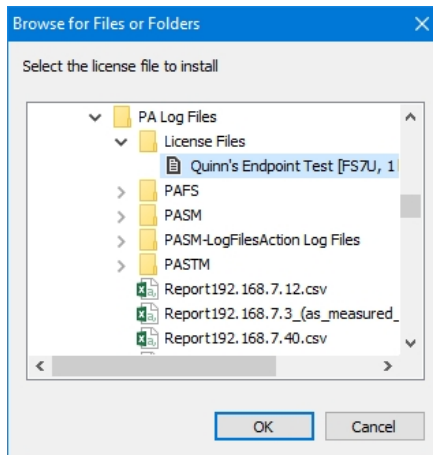 Browse for Files or Folders
Select the license file to install
PA Log Files
License Files
Quinn's Endpoint Test [FS7U, 1
PAFS
PASM
PASM-LogFilesAction Log Files
PASTM
Report192.168.7.12.csv
Report192.168.7.3_(as_measured_
Report192.168.7.40.csv
OK Cancel